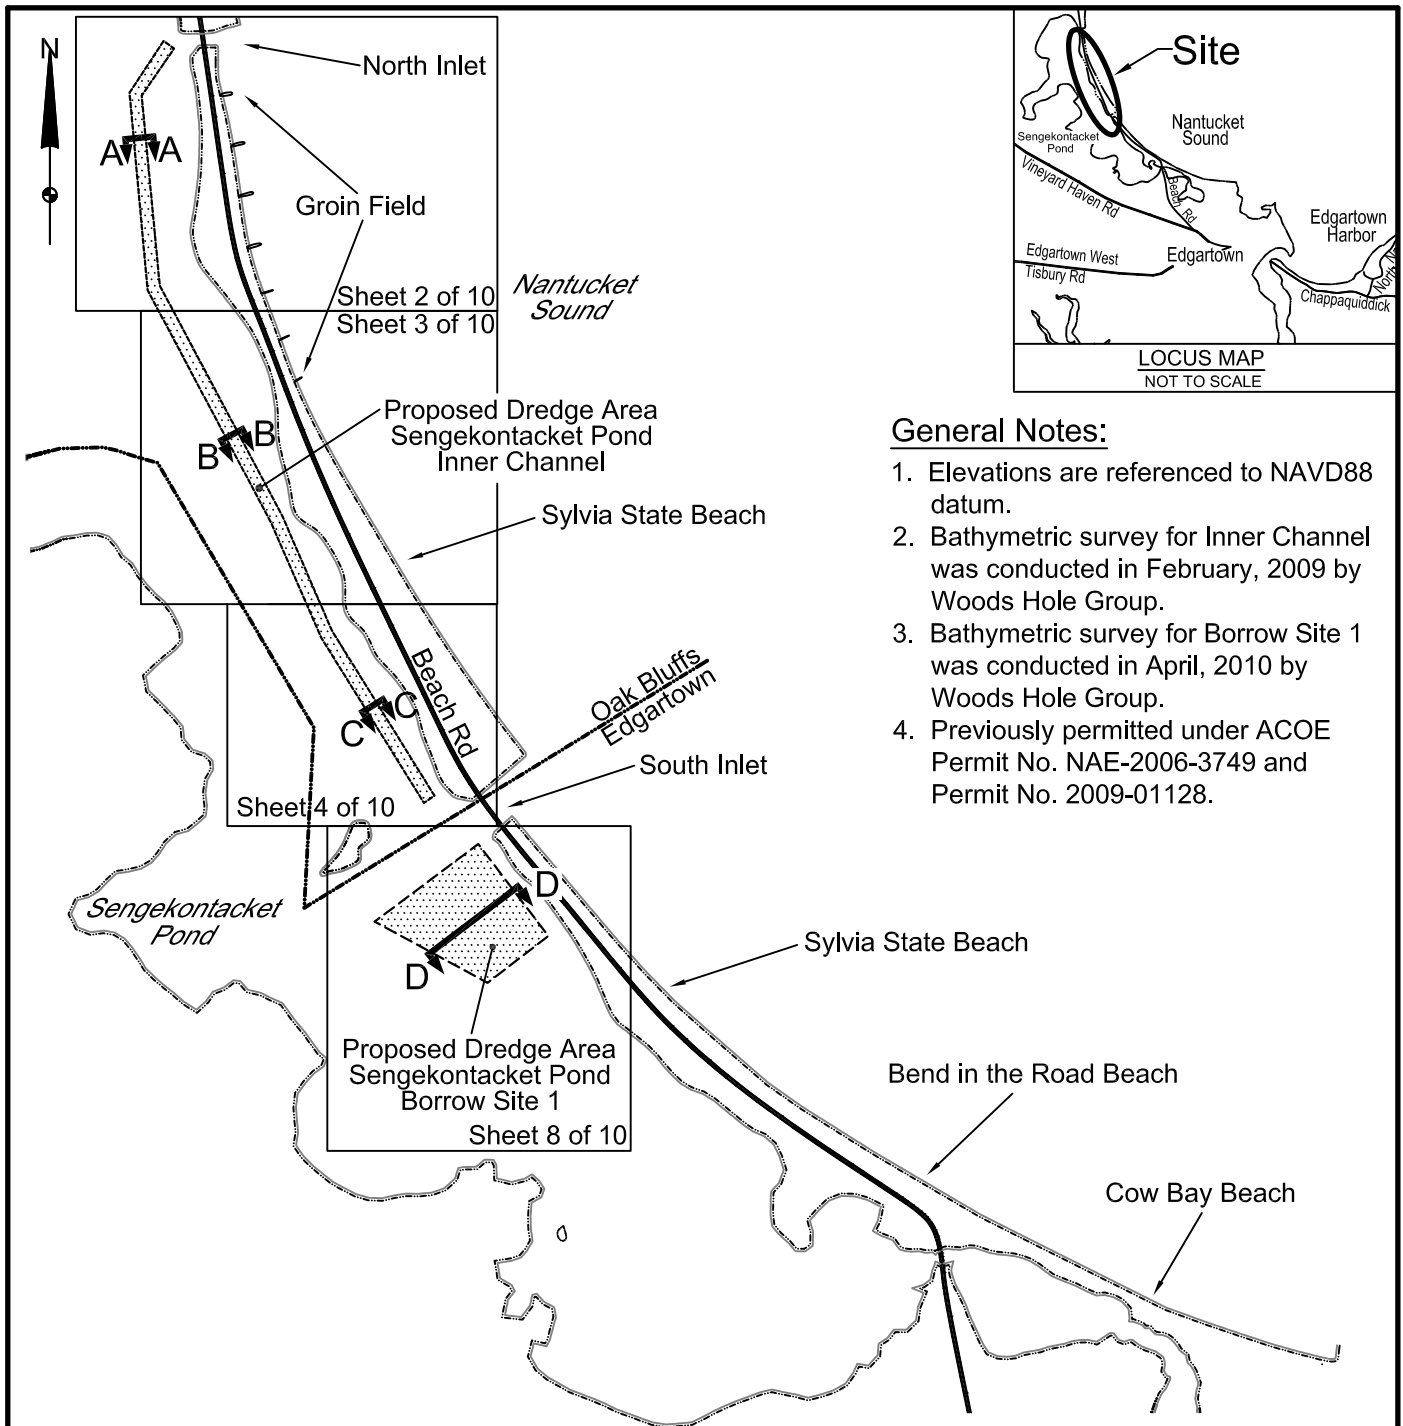 N
North Inlet
A A
Groin Field
Sheet 2 of 10
Sheet 3 of 10
Nantucket
Sound
Proposed Dredge Area
Sengekontacket Pond
Inner Channel
B B
Sylvia State Beach
Beach Rd
Oak Bluffs
Edgartown
C C
South Inlet
Sheet 4 of 10
Sengekontacket
Pond
D
D
Sylvia State Beach
Proposed Dredge Area
Sengekontacket Pond
Borrow Site 1
Sheet 8 of 10
Bend in the Road Beach
Cow Bay Beach
Site
Nantucket
Sound
Sengekontacket
Pond
Vineyard Haven Rd
Beach Rd
Edgartown
Harbor
Edgartown West
Tisbury Rd
Edgartown
Chappaquiddick
LOCUS MAP
NOT TO SCALE
General Notes:
1. Elevations are referenced to NAVD88
datum.
2. Bathymetric survey for Inner Channel
was conducted in February, 2009 by
Woods Hole Group.
3. Bathymetric survey for Borrow Site 1
was conducted in April, 2010 by
Woods Hole Group.
4. Previously permitted under ACOE
Permit No. NAE-2006-3749 and
Permit No. 2009-01128.